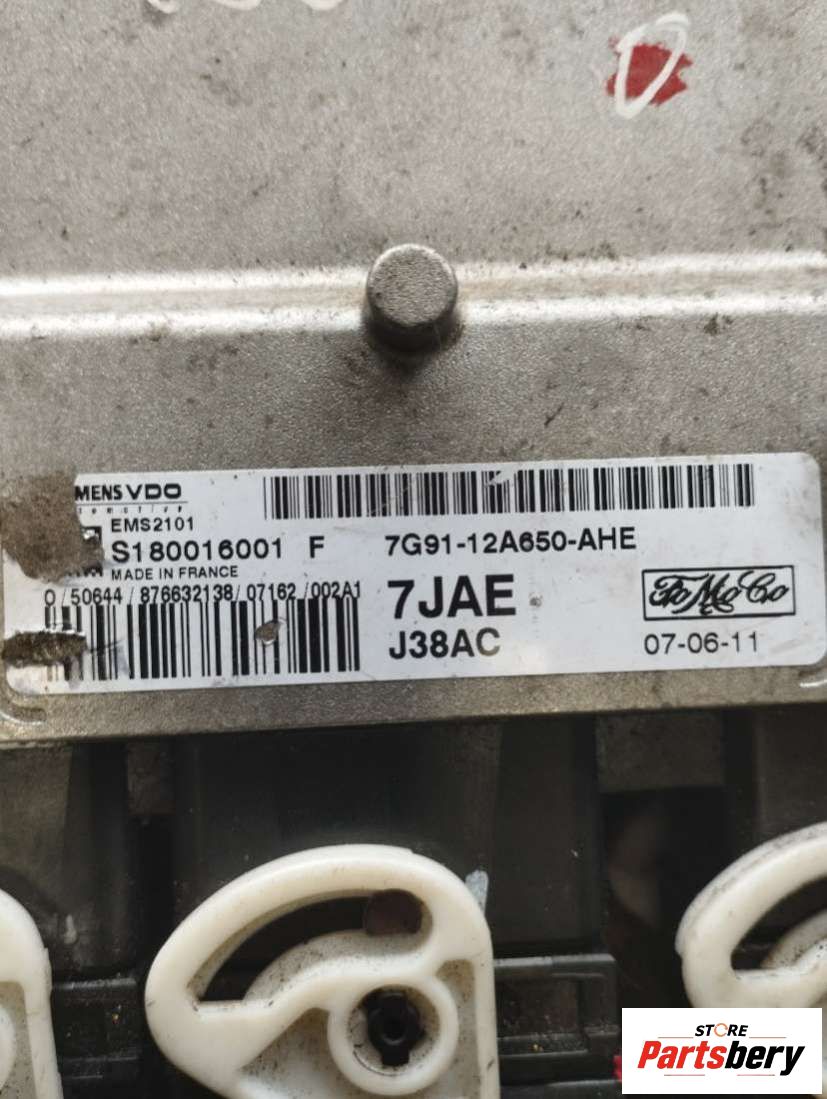 MENS VDO
EMS2101
S180016001 F 7G91-12A650-AHE
MADE IN FRANCE
0/50644/876632138/07162/002A1
7JAE
FoMoCo
J38AC
07-06-11
STORE
Partsbery